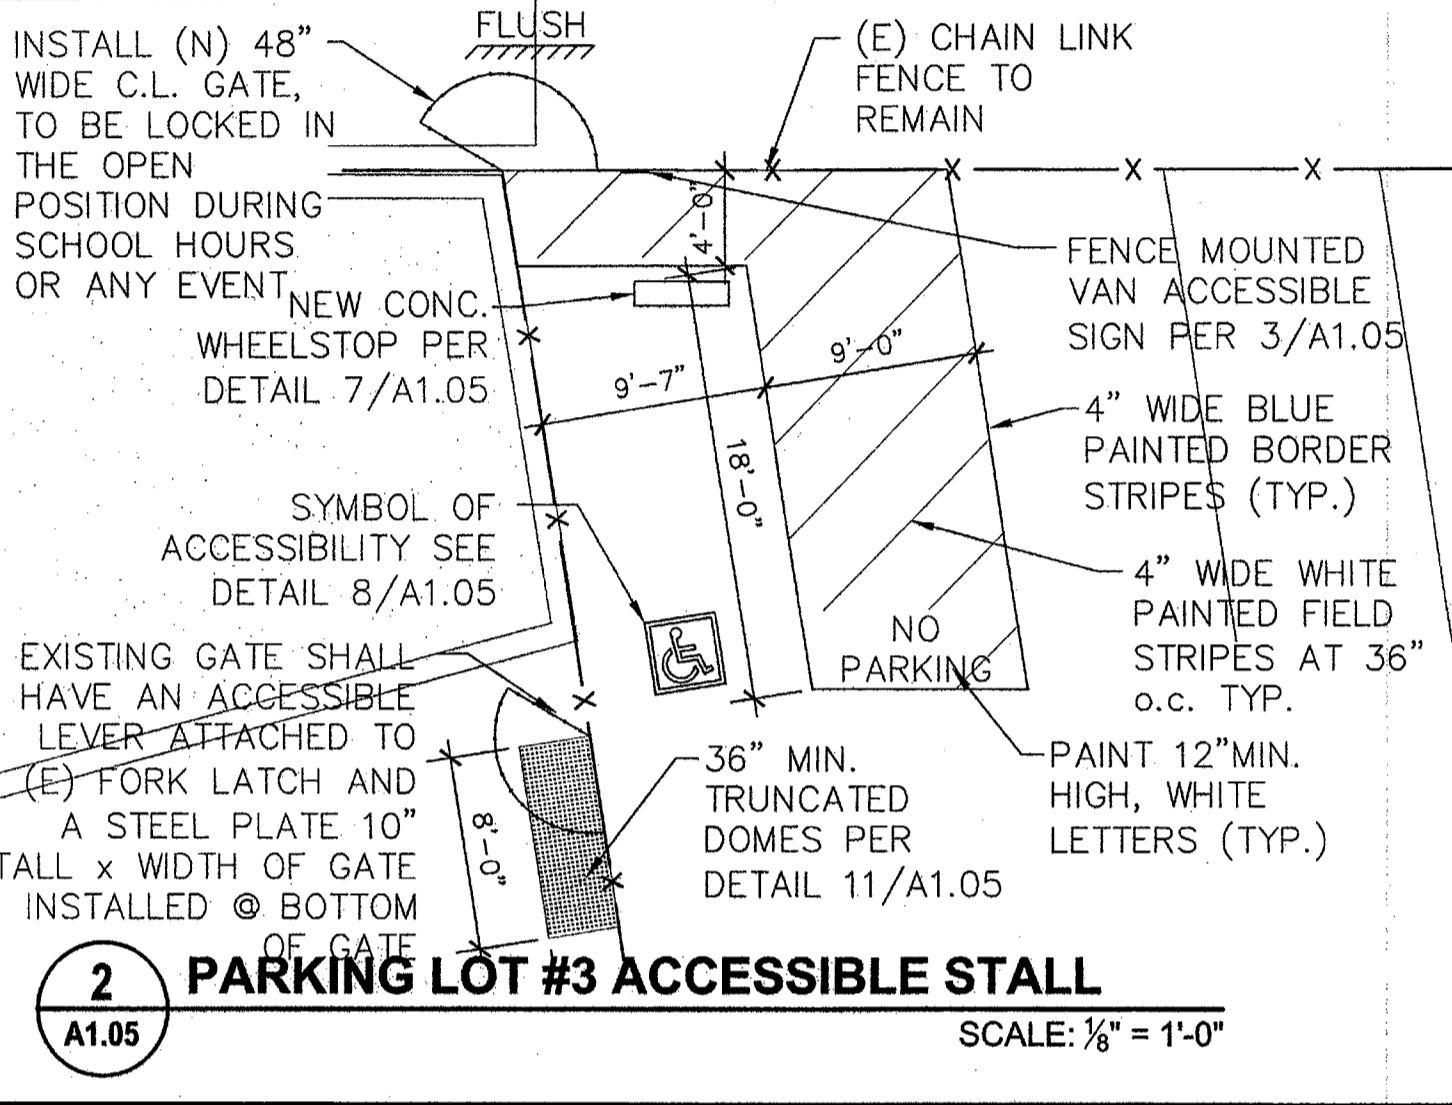 INSTALL (N) 48"
WIDE C.L. GATE,
TO BE LOCKED IN
THE OPEN
POSITION DURING
SCHOOL HOURS
OR ANY EVENT
FLUSH
(E) CHAIN LINK
FENCE TO
REMAIN
4'-0"
NEW CONC.
WHEELSTOP PER
DETAIL 7/A1.05
FENCE MOUNTED
VAN ACCESSIBLE
SIGN PER 3/A1.05
9'-7"
9'-0"
18'-0"
4" WIDE BLUE
PAINTED BORDER
STRIPES (TYP.)
SYMBOL OF
ACCESSIBILITY SEE
DETAIL 8/A1.05
4" WIDE WHITE
PAINTED FIELD
STRIPES AT 36"
o.c. TYP.
NO
PARKING
EXISTING GATE SHALL
HAVE AN ACCESSIBLE
LEVER ATTACHED TO
(E) FORK LATCH AND
A STEEL PLATE 10"
TALL x WIDTH OF GATE
INSTALLED @ BOTTOM
OF GATE
8'-0"
36" MIN.
TRUNCATED
DOMES PER
DETAIL 11/A1.05
PAINT 12"MIN.
HIGH, WHITE
LETTERS (TYP.)
2
A1.05
PARKING LOT #3 ACCESSIBLE STALL
SCALE: ⅛" = 1'-0"